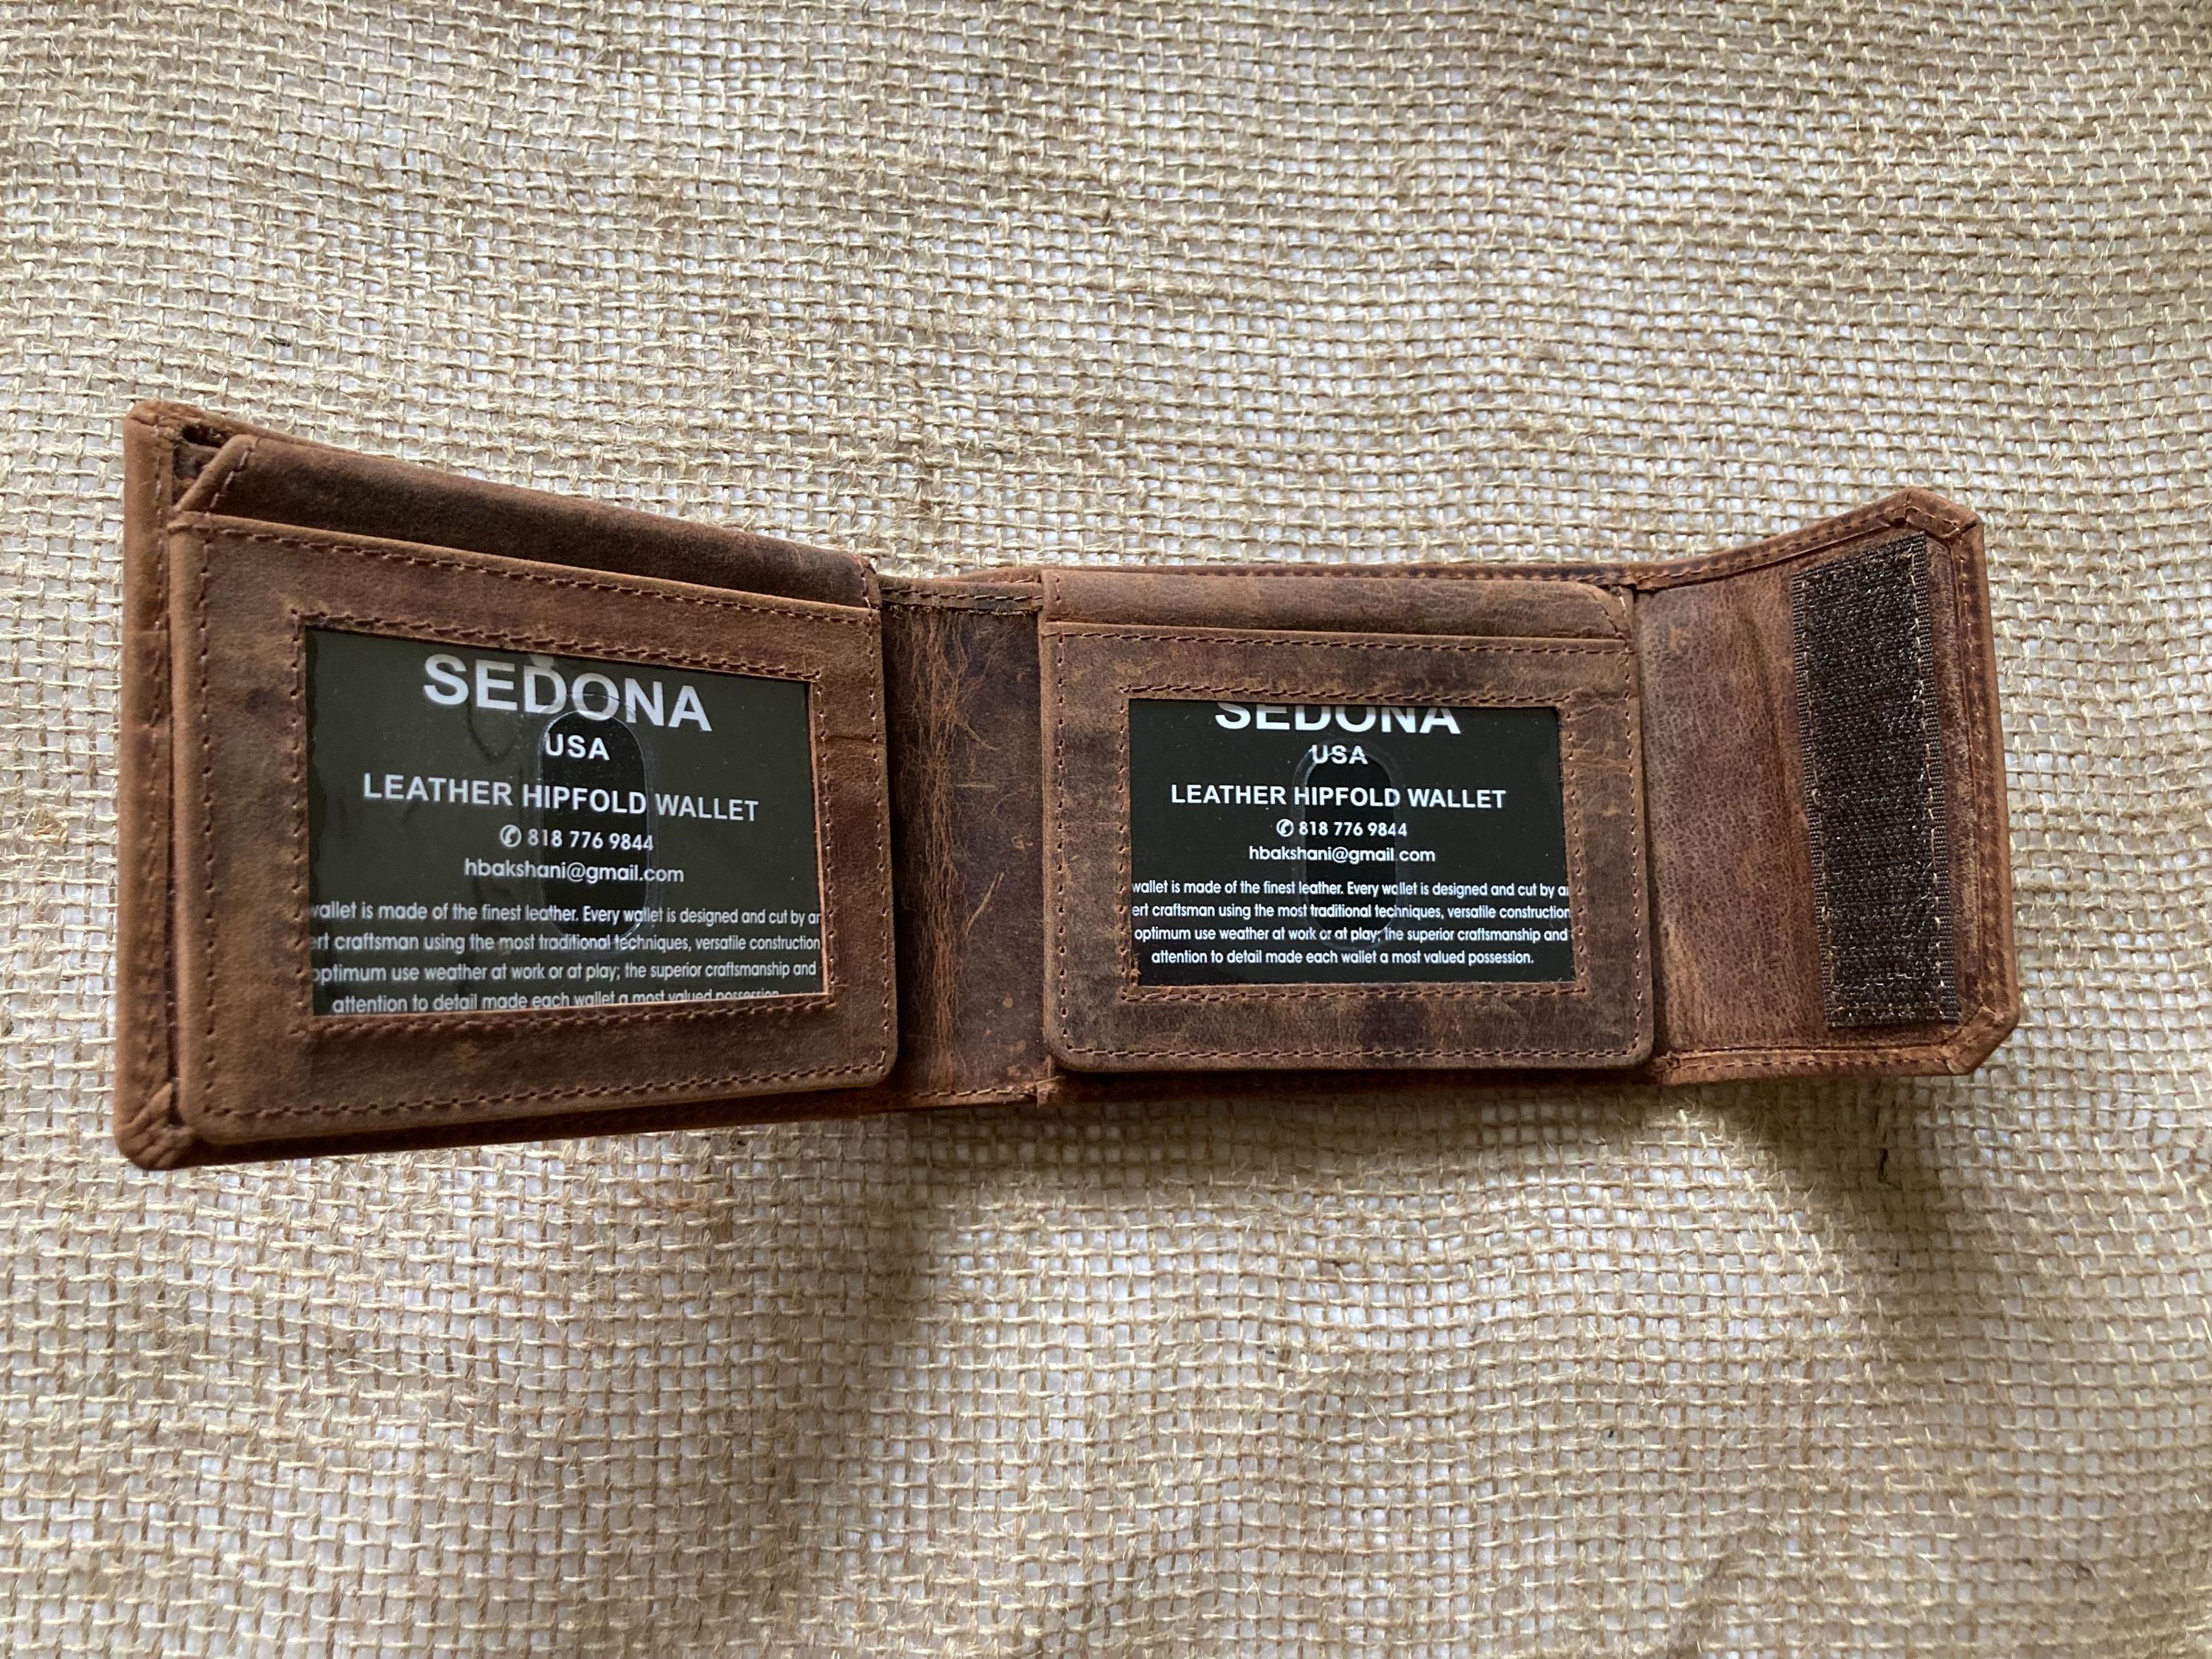 SEDONA
USA
LEATHER HIPFOLD WALLET
✆ 818 776 9844
hbakshani@gmail.com
wallet is made of the finest leather. Every wallet is designed and cut by an
ert craftsman using the most traditional techniques, versatile construction
optimum use weather at work or at play; the superior craftsmanship and
attention to detail made each wallet a most valued possession.
SEDONA
USA
LEATHER HIPFOLD WALLET
✆ 818 776 9844
hbakshani@gmail.com
wallet is made of the finest leather. Every wallet is designed and cut by an
ert craftsman using the most traditional techniques, versatile construction
optimum use weather at work or at play; the superior craftsmanship and
attention to detail made each wallet a most valued possession.